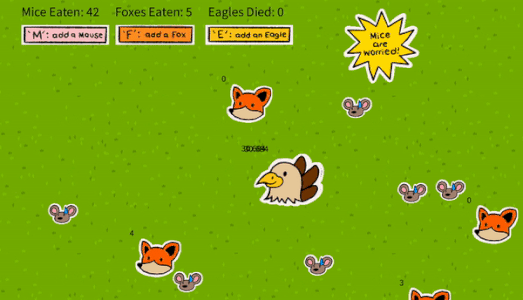 Mice Eaten: 42 Foxes Eaten: 5 Eagles Died: 0
'M': add a Mouse 'F': add a Fox 'E': add an Eagle
Mice
are
worried!
0
0
4
3